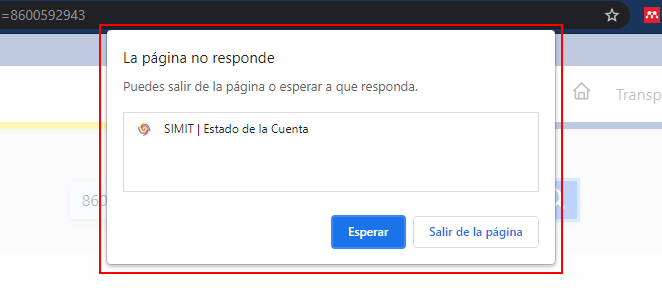 =8600592943
La página no responde
Puedes salir de la página o esperar a que responda.
Transp
SIMIT | Estado de la Cuenta
860
Esperar
Salir de la página